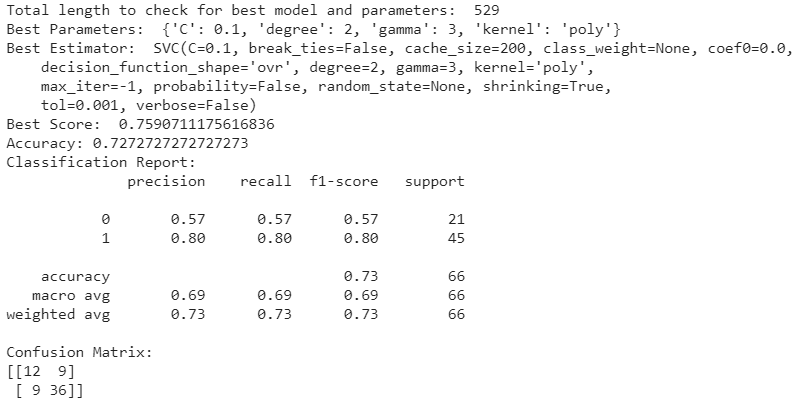 Total length to check for best model and parameters:  529
Best Parameters:  {'C': 0.1, 'degree': 2, 'gamma': 3, 'kernel': 'poly'}
Best Estimator:  SVC(C=0.1, break_ties=False, cache_size=200, class_weight=None, coef0=0.0,
    decision_function_shape='ovr', degree=2, gamma=3, kernel='poly',
    max_iter=-1, probability=False, random_state=None, shrinking=True,
    tol=0.001, verbose=False)
Best Score:  0.7590711175616836
Accuracy: 0.7272727272727273
Classification Report:
              precision    recall  f1-score   support
           0       0.57      0.57      0.57        21
           1       0.80      0.80      0.80        45
    accuracy                           0.73        66
   macro avg       0.69      0.69      0.69        66
weighted avg       0.73      0.73      0.73        66
Confusion Matrix:
[[12  9]
 [ 9 36]]